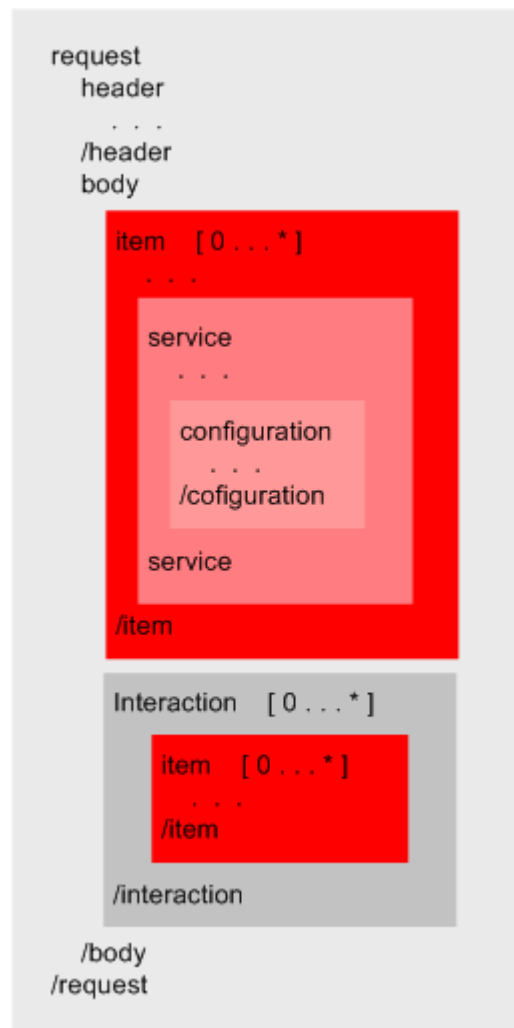 request
header
. . .
/header
body
item [ 0 . . . * ]
. . .
service
. . .
configuration
. . .
/cofiguration
service
/item
Interaction [ 0 . . . * ]
item [ 0 . . . * ]
. . .
/item
/interaction
/body
/request